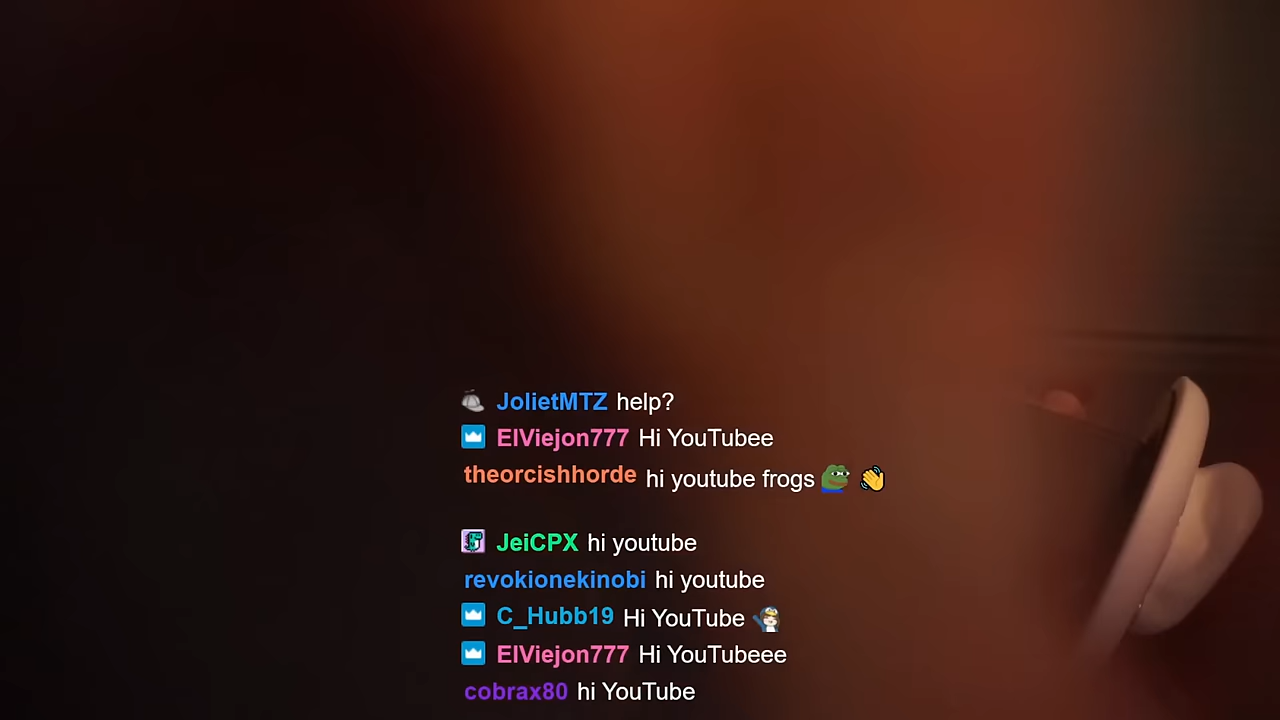 JolietMTZ help?
ElViejon777 Hi YouTubee
theorcishhorde hi youtube frogs
JeiCPX hi youtube
revokionekinobi hi youtube
C_Hubb19 Hi YouTube
ElViejon777 Hi YouTubeee
cobrax80 hi YouTube